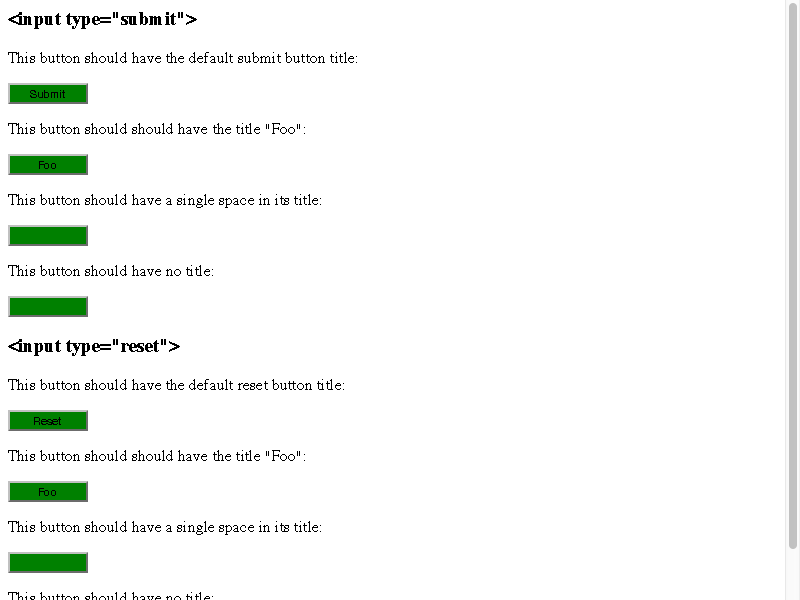 <input type="submit">
This button should have the default submit button title:
Submit
This button should should have the title "Foo":
Foo
This button should have a single space in its title:
This button should have no title:
<input type="reset">
This button should have the default reset button title:
Reset
This button should should have the title "Foo":
Foo
This button should have a single space in its title:
This button should have no title: